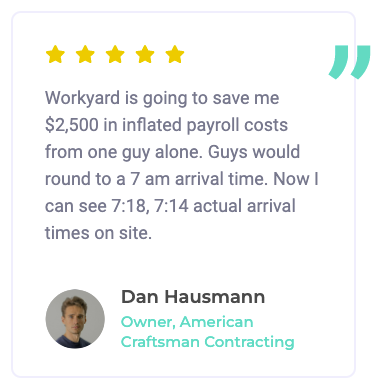 Workyard is going to save me
$2,500 in inflated payroll costs
from one guy alone. Guys would
round to a 7 am arrival time. Now I
can see 7:18, 7:14 actual arrival
times on site.
Dan Hausmann
Owner, American
Craftsman Contracting